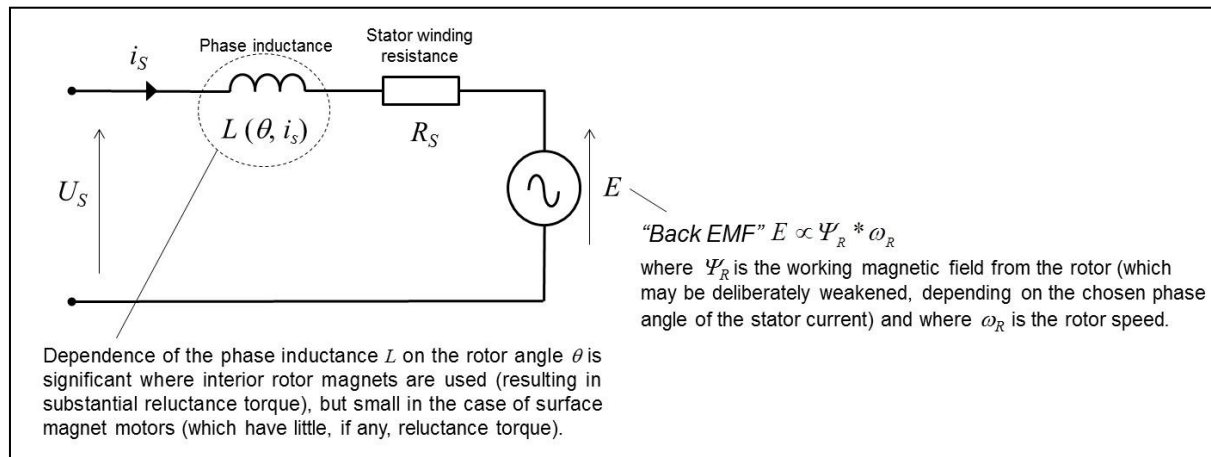 Phase inductance
Stator winding
resistance
i_S
L (θ, i_s)
R_S
U_S
E
“Back EMF” E ∝ Ψ_R * ω_R
where Ψ_R is the working magnetic field from the rotor (which
may be deliberately weakened, depending on the chosen phase
angle of the stator current) and where ω_R is the rotor speed.
Dependence of the phase inductance L on the rotor angle θ is
significant where interior rotor magnets are used (resulting in
substantial reluctance torque), but small in the case of surface
magnet motors (which have little, if any, reluctance torque).